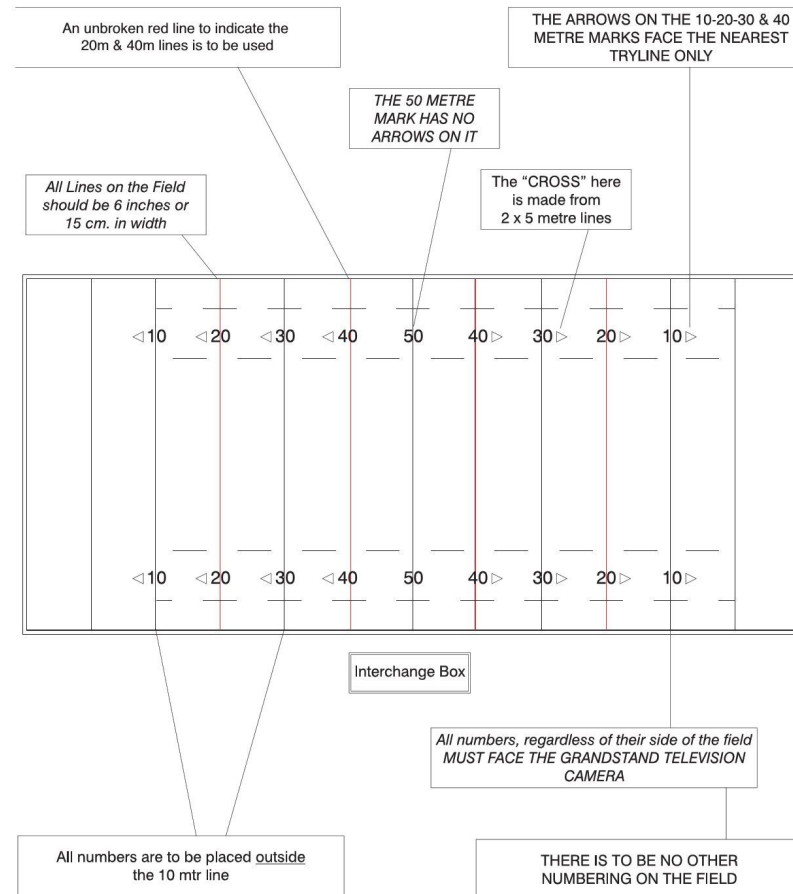 An unbroken red line to indicate the
20m & 40m lines is to be used
THE ARROWS ON THE 10-20-30 & 40
METRE MARKS FACE THE NEAREST
TRYLINE ONLY
THE 50 METRE
MARK HAS NO
ARROWS ON IT
All Lines on the Field
should be 6 inches or
15 cm. in width
The “CROSS” here
is made from
2 x 5 metre lines
10 20 30 40 50 40 30 20 10
10 20 30 40 50 40 30 20 10
Interchange Box
All numbers, regardless of their side of the field
MUST FACE THE GRANDSTAND TELEVISION
CAMERA
All numbers are to be placed outside
the 10 mtr line
THERE IS TO BE NO OTHER
NUMBERING ON THE FIELD